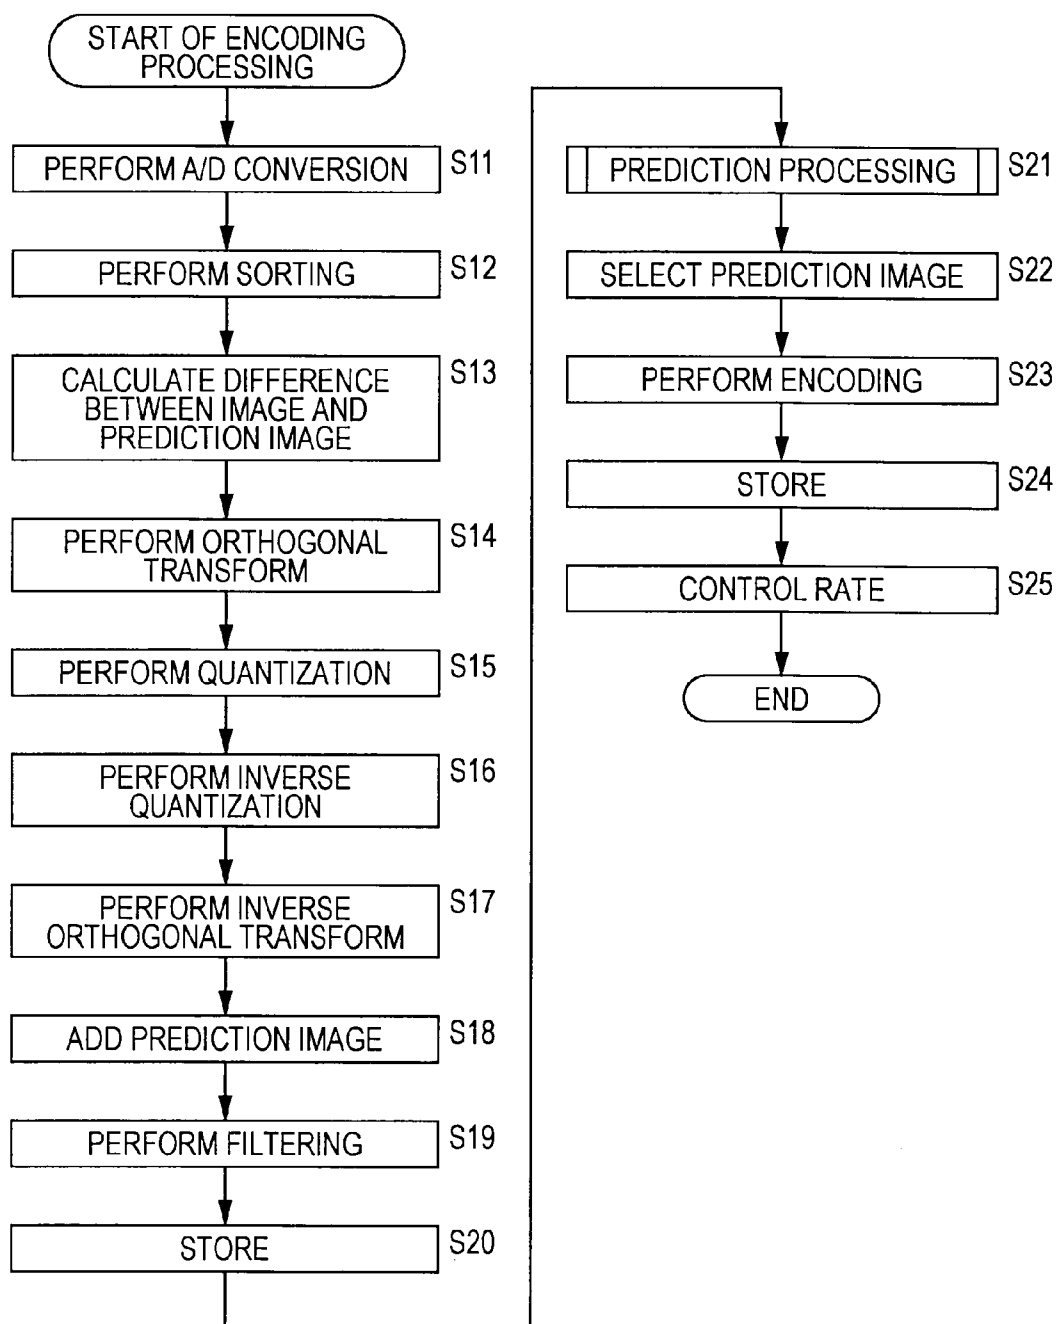 START OF ENCODING
PROCESSING
PERFORM A/D CONVERSION
S11
PERFORM SORTING
S12
CALCULATE DIFFERENCE
BETWEEN IMAGE AND
PREDICTION IMAGE
S13
PERFORM ORTHOGONAL
TRANSFORM
S14
PERFORM QUANTIZATION
S15
PERFORM INVERSE
QUANTIZATION
S16
PERFORM INVERSE
ORTHOGONAL TRANSFORM
S17
ADD PREDICTION IMAGE
S18
PERFORM FILTERING
S19
STORE
S20
PREDICTION PROCESSING
S21
SELECT PREDICTION IMAGE
S22
PERFORM ENCODING
S23
STORE
S24
CONTROL RATE
S25
END